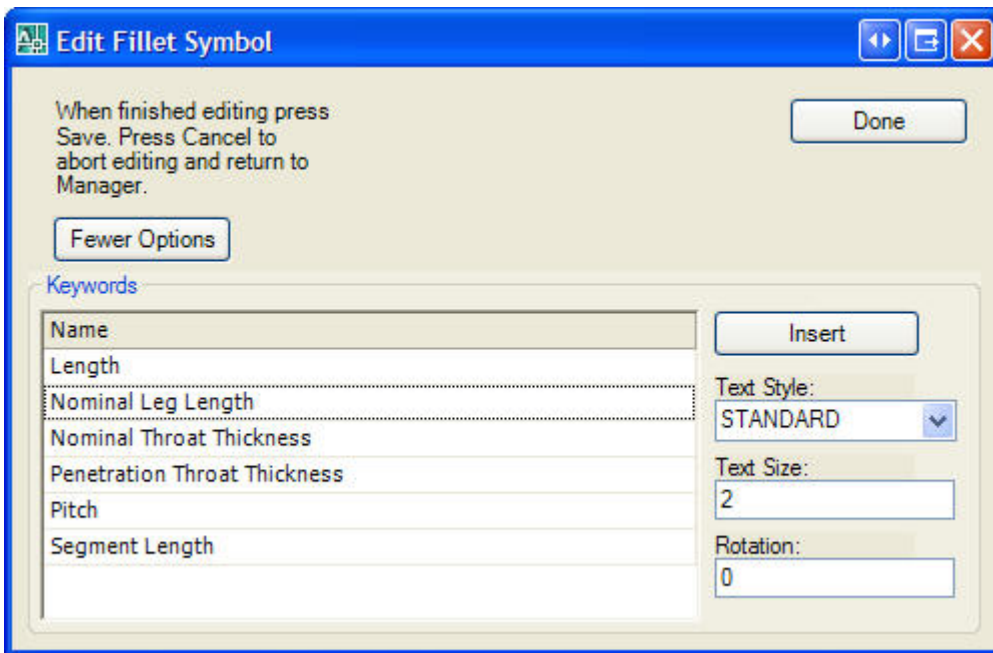 Edit Fillet Symbol
When finished editing press
Save. Press Cancel to
abort editing and return to
Manager.
Done
Fewer Options
Keywords
Name
Length
Nominal Leg Length
Nominal Throat Thickness
Penetration Throat Thickness
Pitch
Segment Length
Insert
Text Style:
STANDARD
Text Size:
2
Rotation:
0